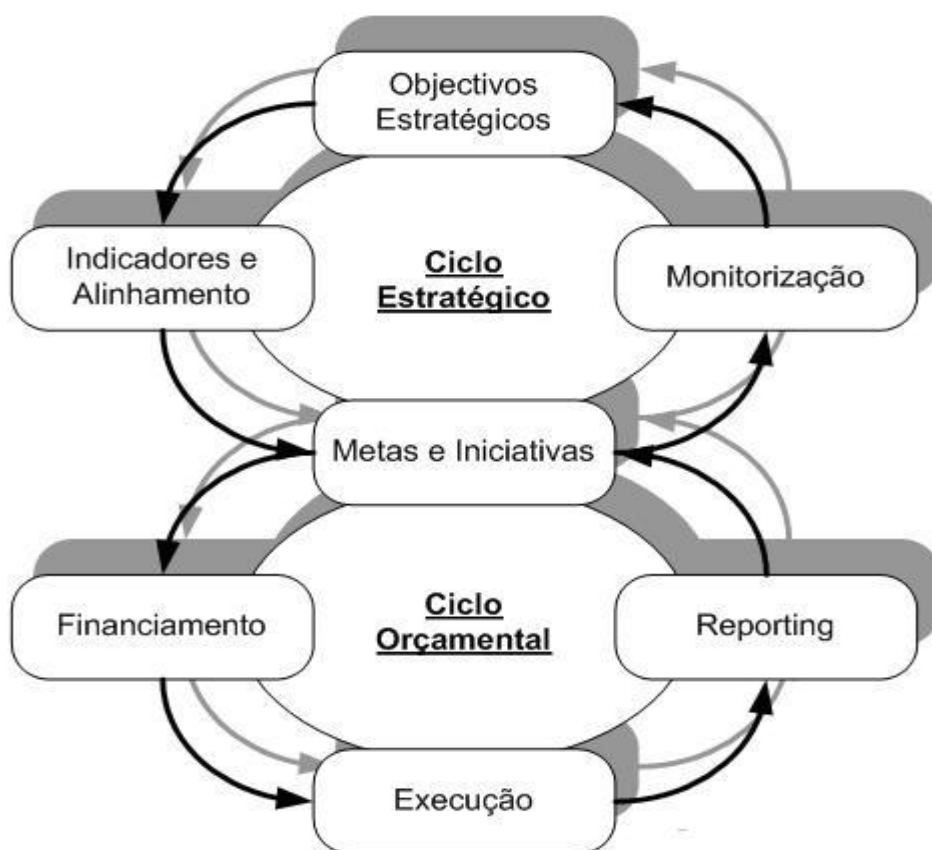 Objectivos
Estratégicos
Indicadores e
Alinhamento
Ciclo
Estratégico
Monitorização
Metas e Iniciativas
Financiamento
Ciclo
Orçamental
Reporting
Execução